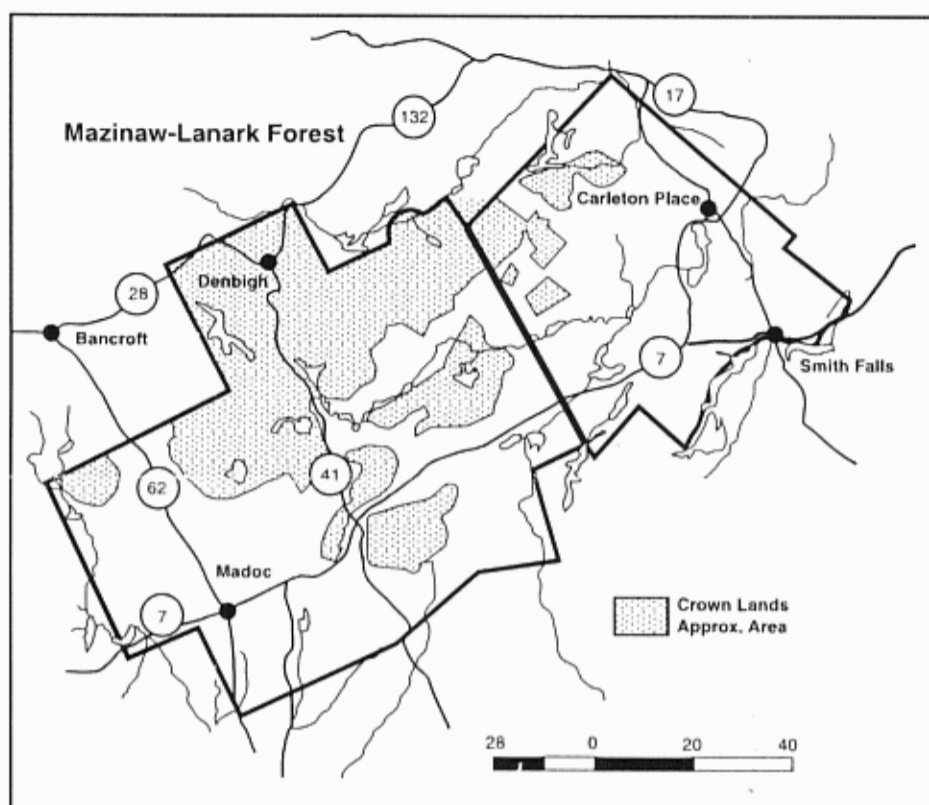 17
132
Mazinaw-Lanark Forest
Carleton Place
Denbigh
28
Bancroft
7
Smith Falls
41
62
Madoc
7
Crown Lands
Approx. Area
28 0 20 40